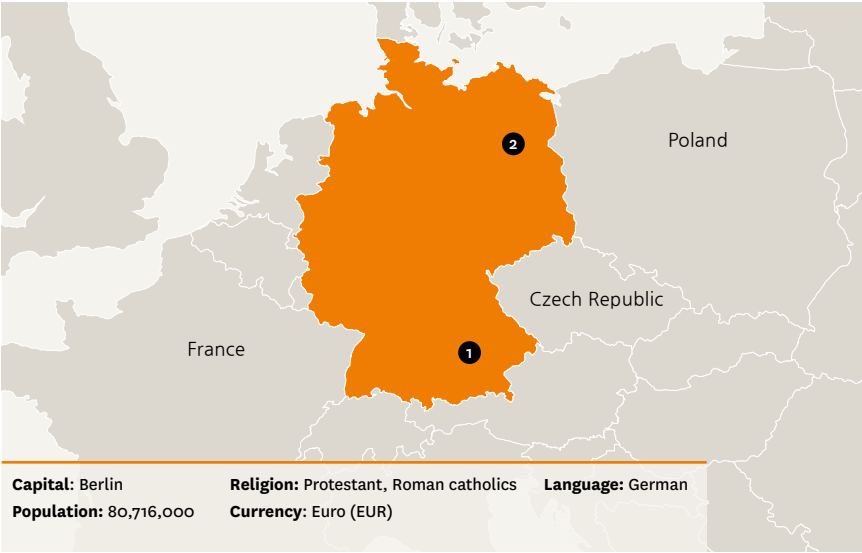 2
Poland
Czech Republic
France
1
Capital: Berlin
Religion: Protestant, Roman catholics
Language: German
Population: 80,716,000
Currency: Euro (EUR)